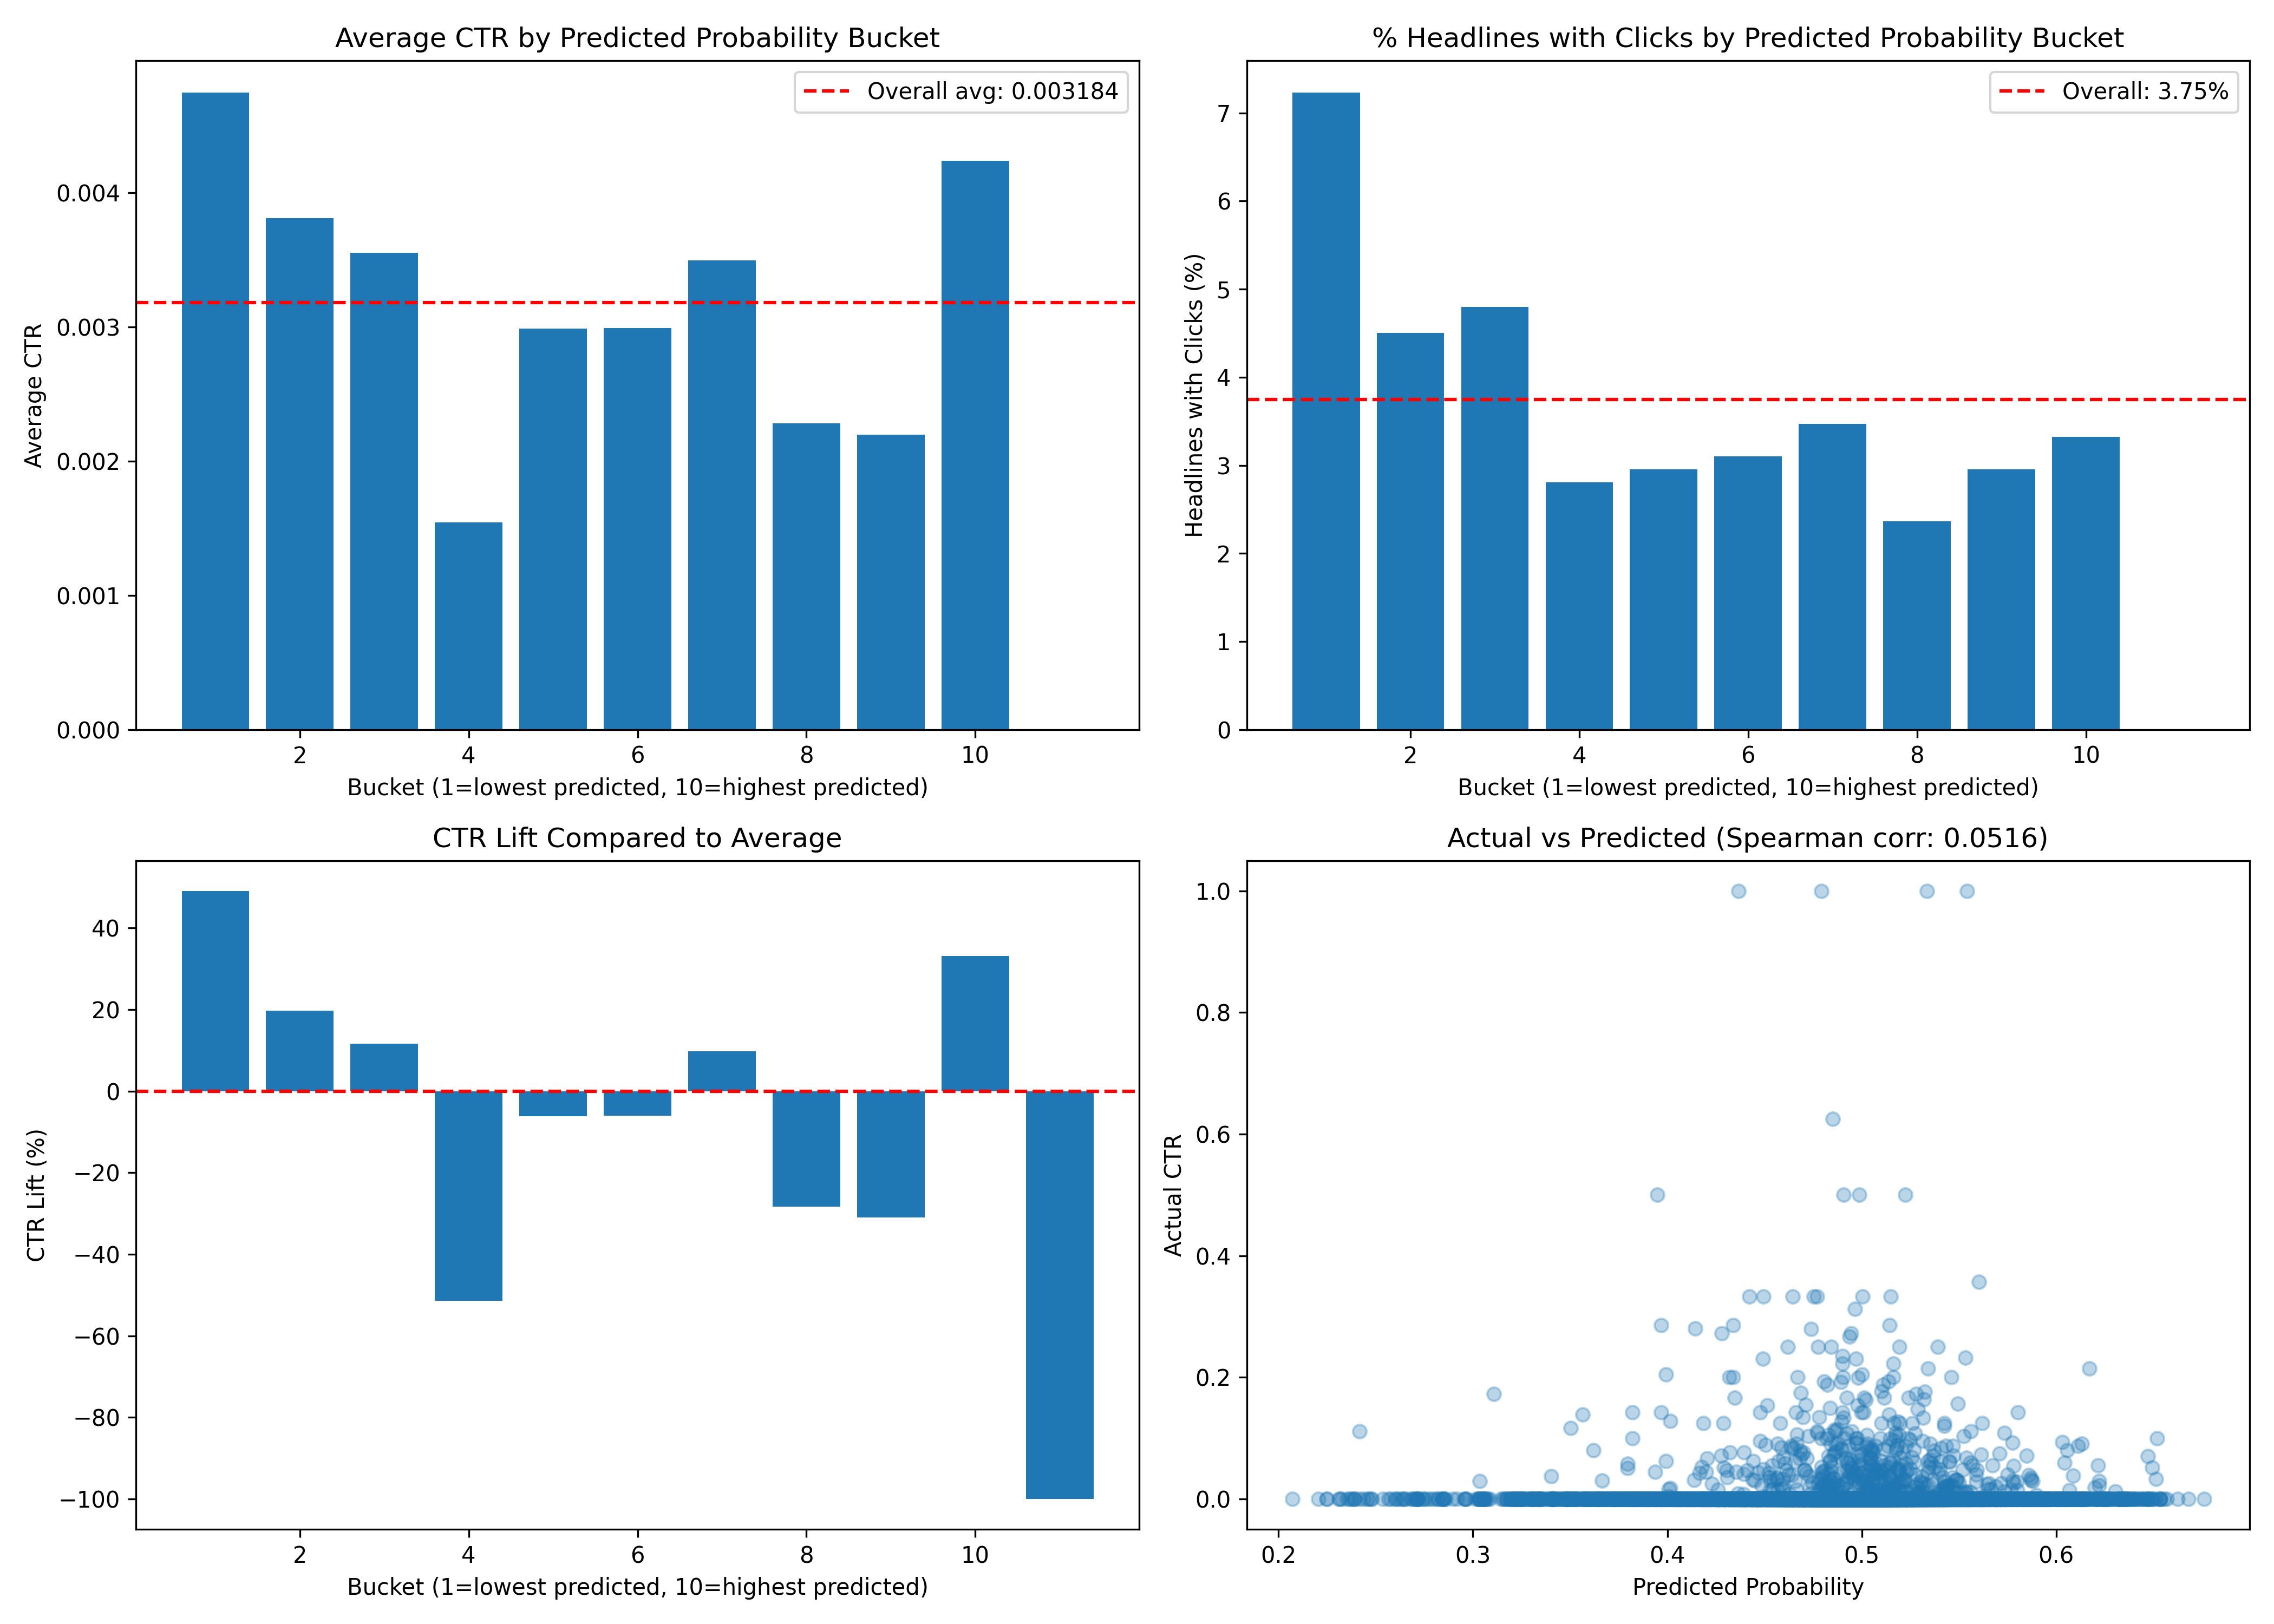 Average CTR by Predicted Probability Bucket
Overall avg: 0.003184
0.004
0.003
0.002
0.001
0.000
Average CTR
2 4 6 8 10
Bucket (1=lowest predicted, 10=highest predicted)
% Headlines with Clicks by Predicted Probability Bucket
Overall: 3.75%
7
6
5
4
3
2
1
0
Headlines with Clicks (%)
2 4 6 8 10
Bucket (1=lowest predicted, 10=highest predicted)
CTR Lift Compared to Average
40
20
0
−20
−40
−60
−80
−100
CTR Lift (%)
2 4 6 8 10
Bucket (1=lowest predicted, 10=highest predicted)
Actual vs Predicted (Spearman corr: 0.0516)
1.0
0.8
0.6
0.4
0.2
0.0
Actual CTR
0.2 0.3 0.4 0.5 0.6
Predicted Probability